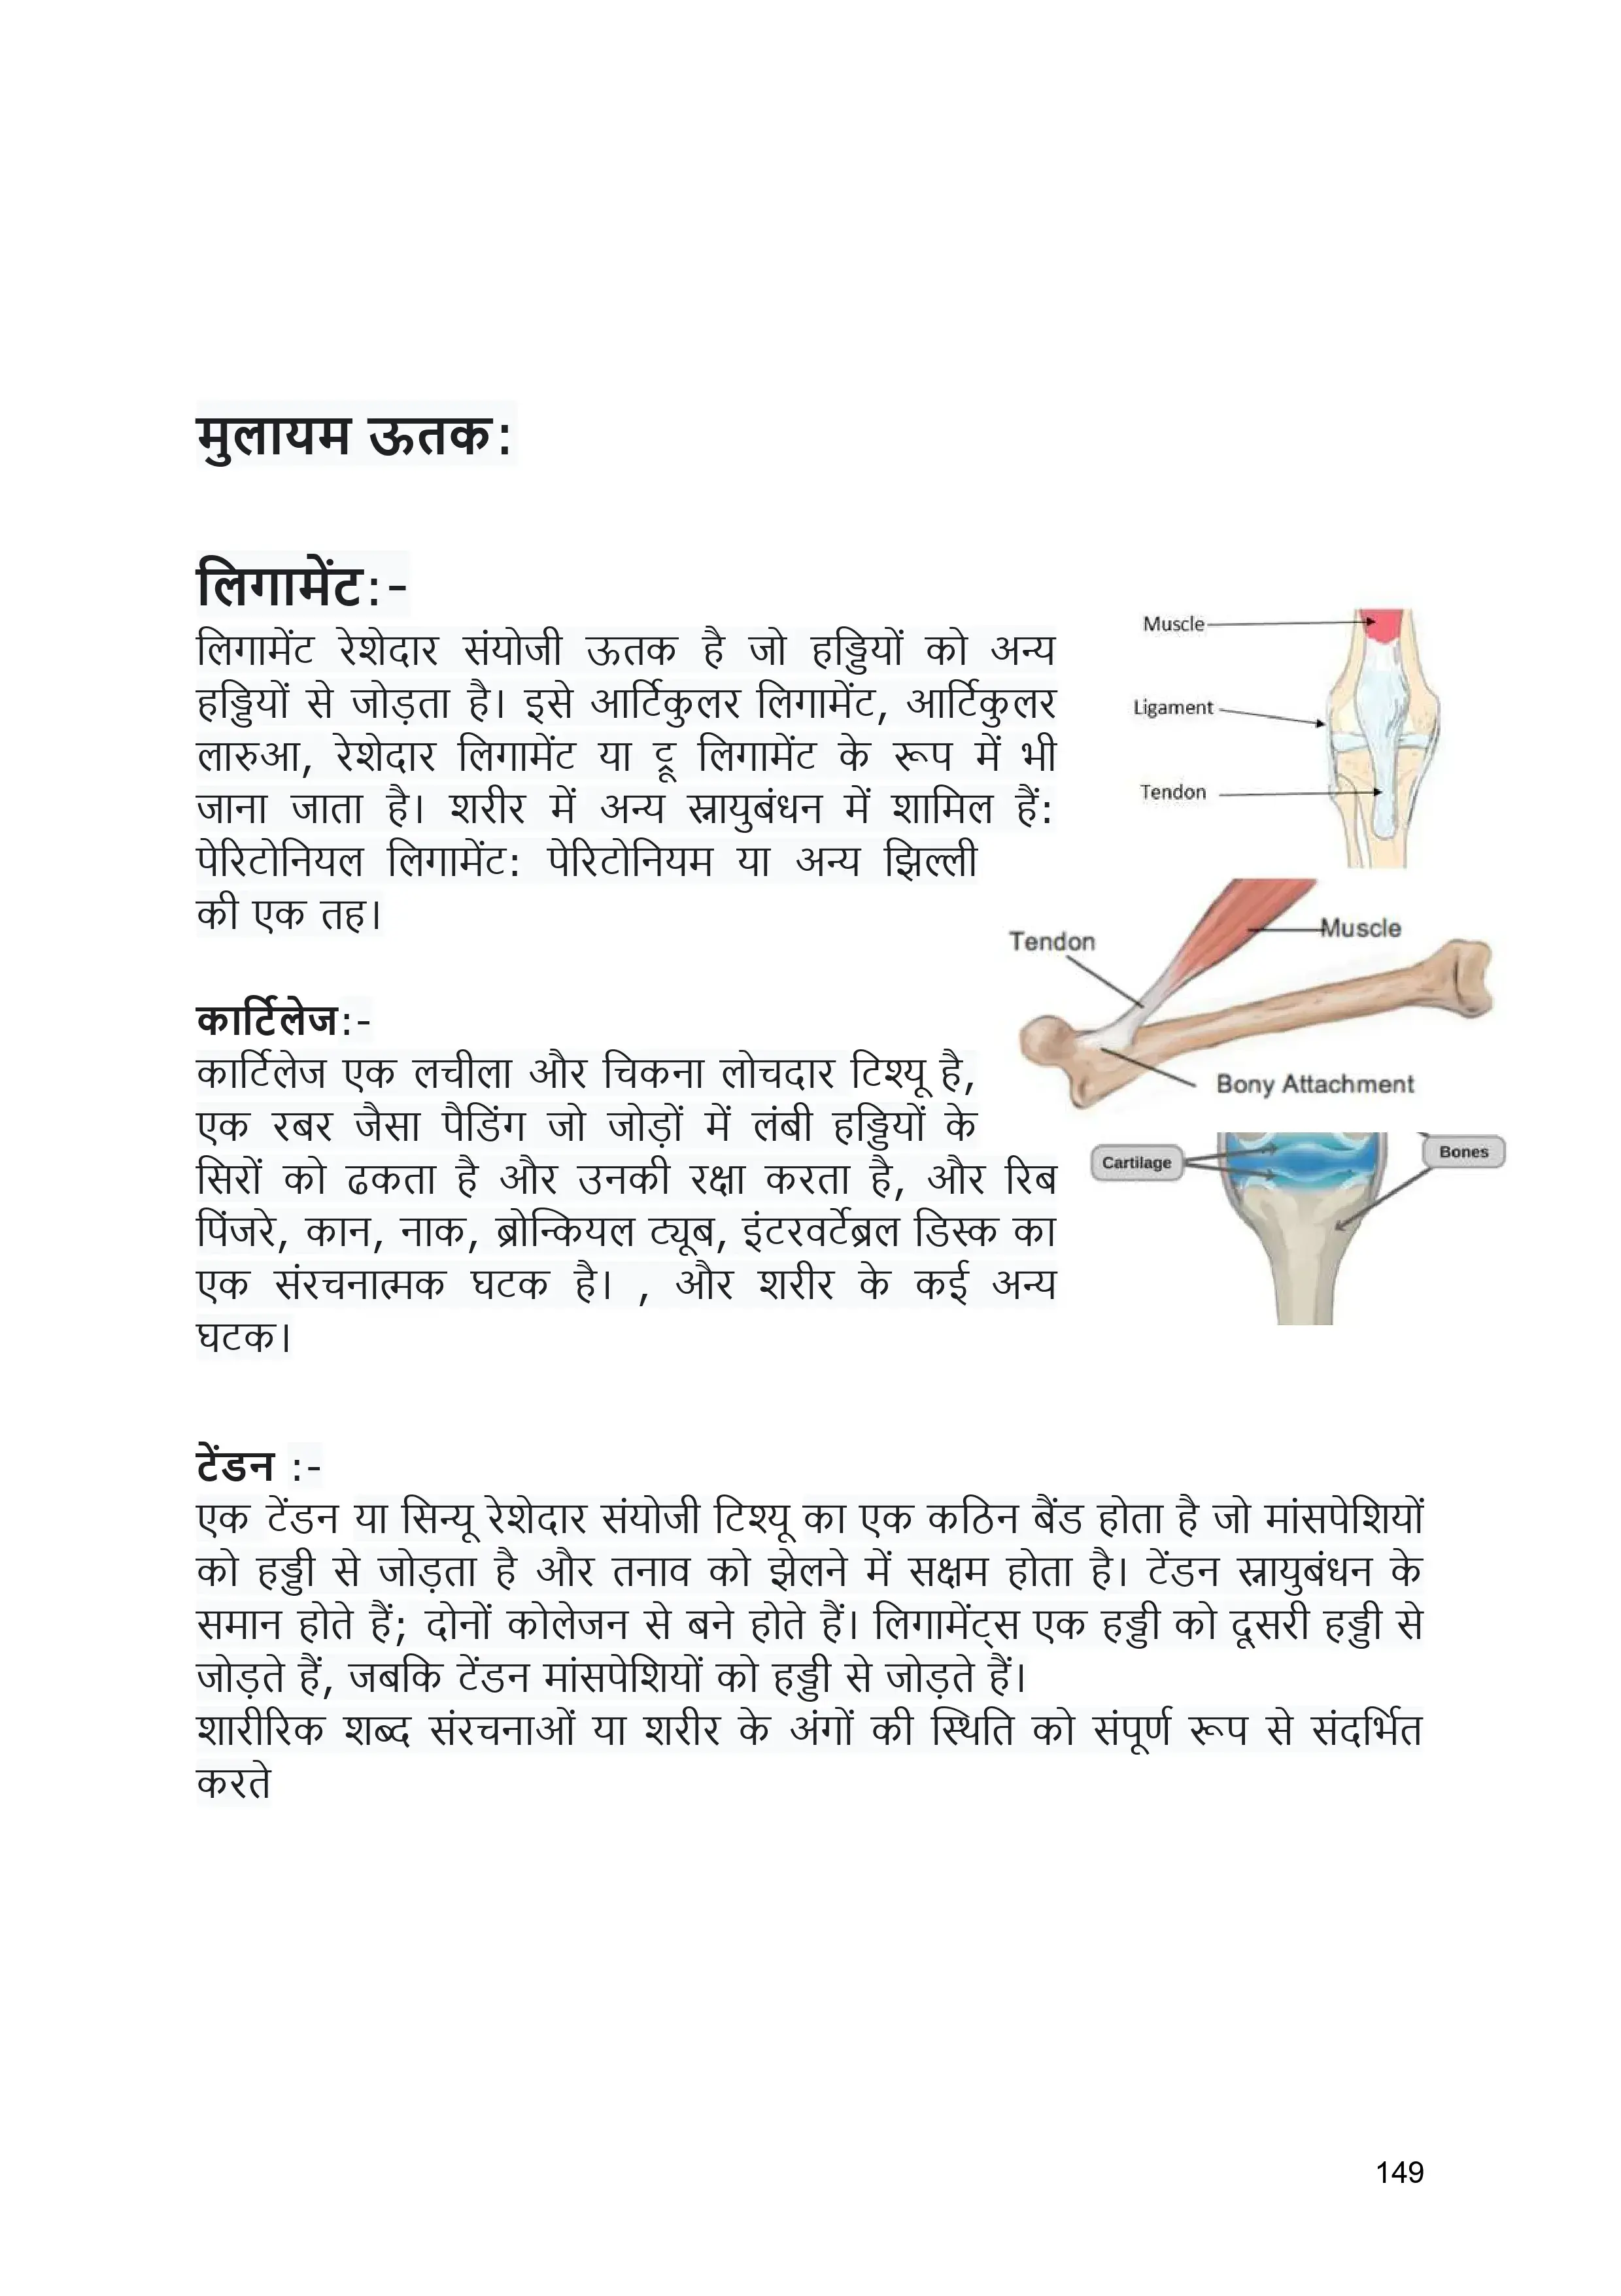 मुलायम ऊतक:
लिगामेंट:-
लिगामेंट रेशेदार संयोजी ऊतक है जो हड्डियों को अन्य
हड्डियों से जोड़ता है। इसे आर्टिकुलर लिगामेंट, आर्टिकुलर
लारुआ, रेशेदार लिगामेंट या ट्रू लिगामेंट के रूप में भी
जाना जाता है। शरीर में अन्य स्नायुबंधन में शामिल हैं:
पेरिटोनियल लिगामेंट: पेरिटोनियम या अन्य झिल्ली
की एक तह।
Muscle
Ligament
Tendon
Tendon
Muscle
Bony Attachment
कार्टिलेज:-
कार्टिलेज एक लचीला और चिकना लोचदार टिश्यू है,
एक रबर जैसा पैडिंग जो जोड़ों में लंबी हड्डियों के
सिरों को ढकता है और उनकी रक्षा करता है, और रिब
पिंजरे, कान, नाक, ब्रोन्कियल ट्यूब, इंटरवर्टेब्रल डिस्क का
एक संरचनात्मक घटक है। , और शरीर के कई अन्य
घटक।
Cartilage
Bones
टेंडन :-
एक टेंडन या सिन्यू रेशेदार संयोजी टिश्यू का एक कठिन बैंड होता है जो मांसपेशियों
को हड्डी से जोड़ता है और तनाव को झेलने में सक्षम होता है। टेंडन स्नायुबंधन के
समान होते हैं; दोनों कोलेजन से बने होते हैं। लिगामेंट्स एक हड्डी को दूसरी हड्डी से
जोड़ते हैं, जबकि टेंडन मांसपेशियों को हड्डी से जोड़ते हैं।
शारीरिक शब्द संरचनाओं या शरीर के अंगों की स्थिति को संपूर्ण रूप से संदर्भित
करते
149